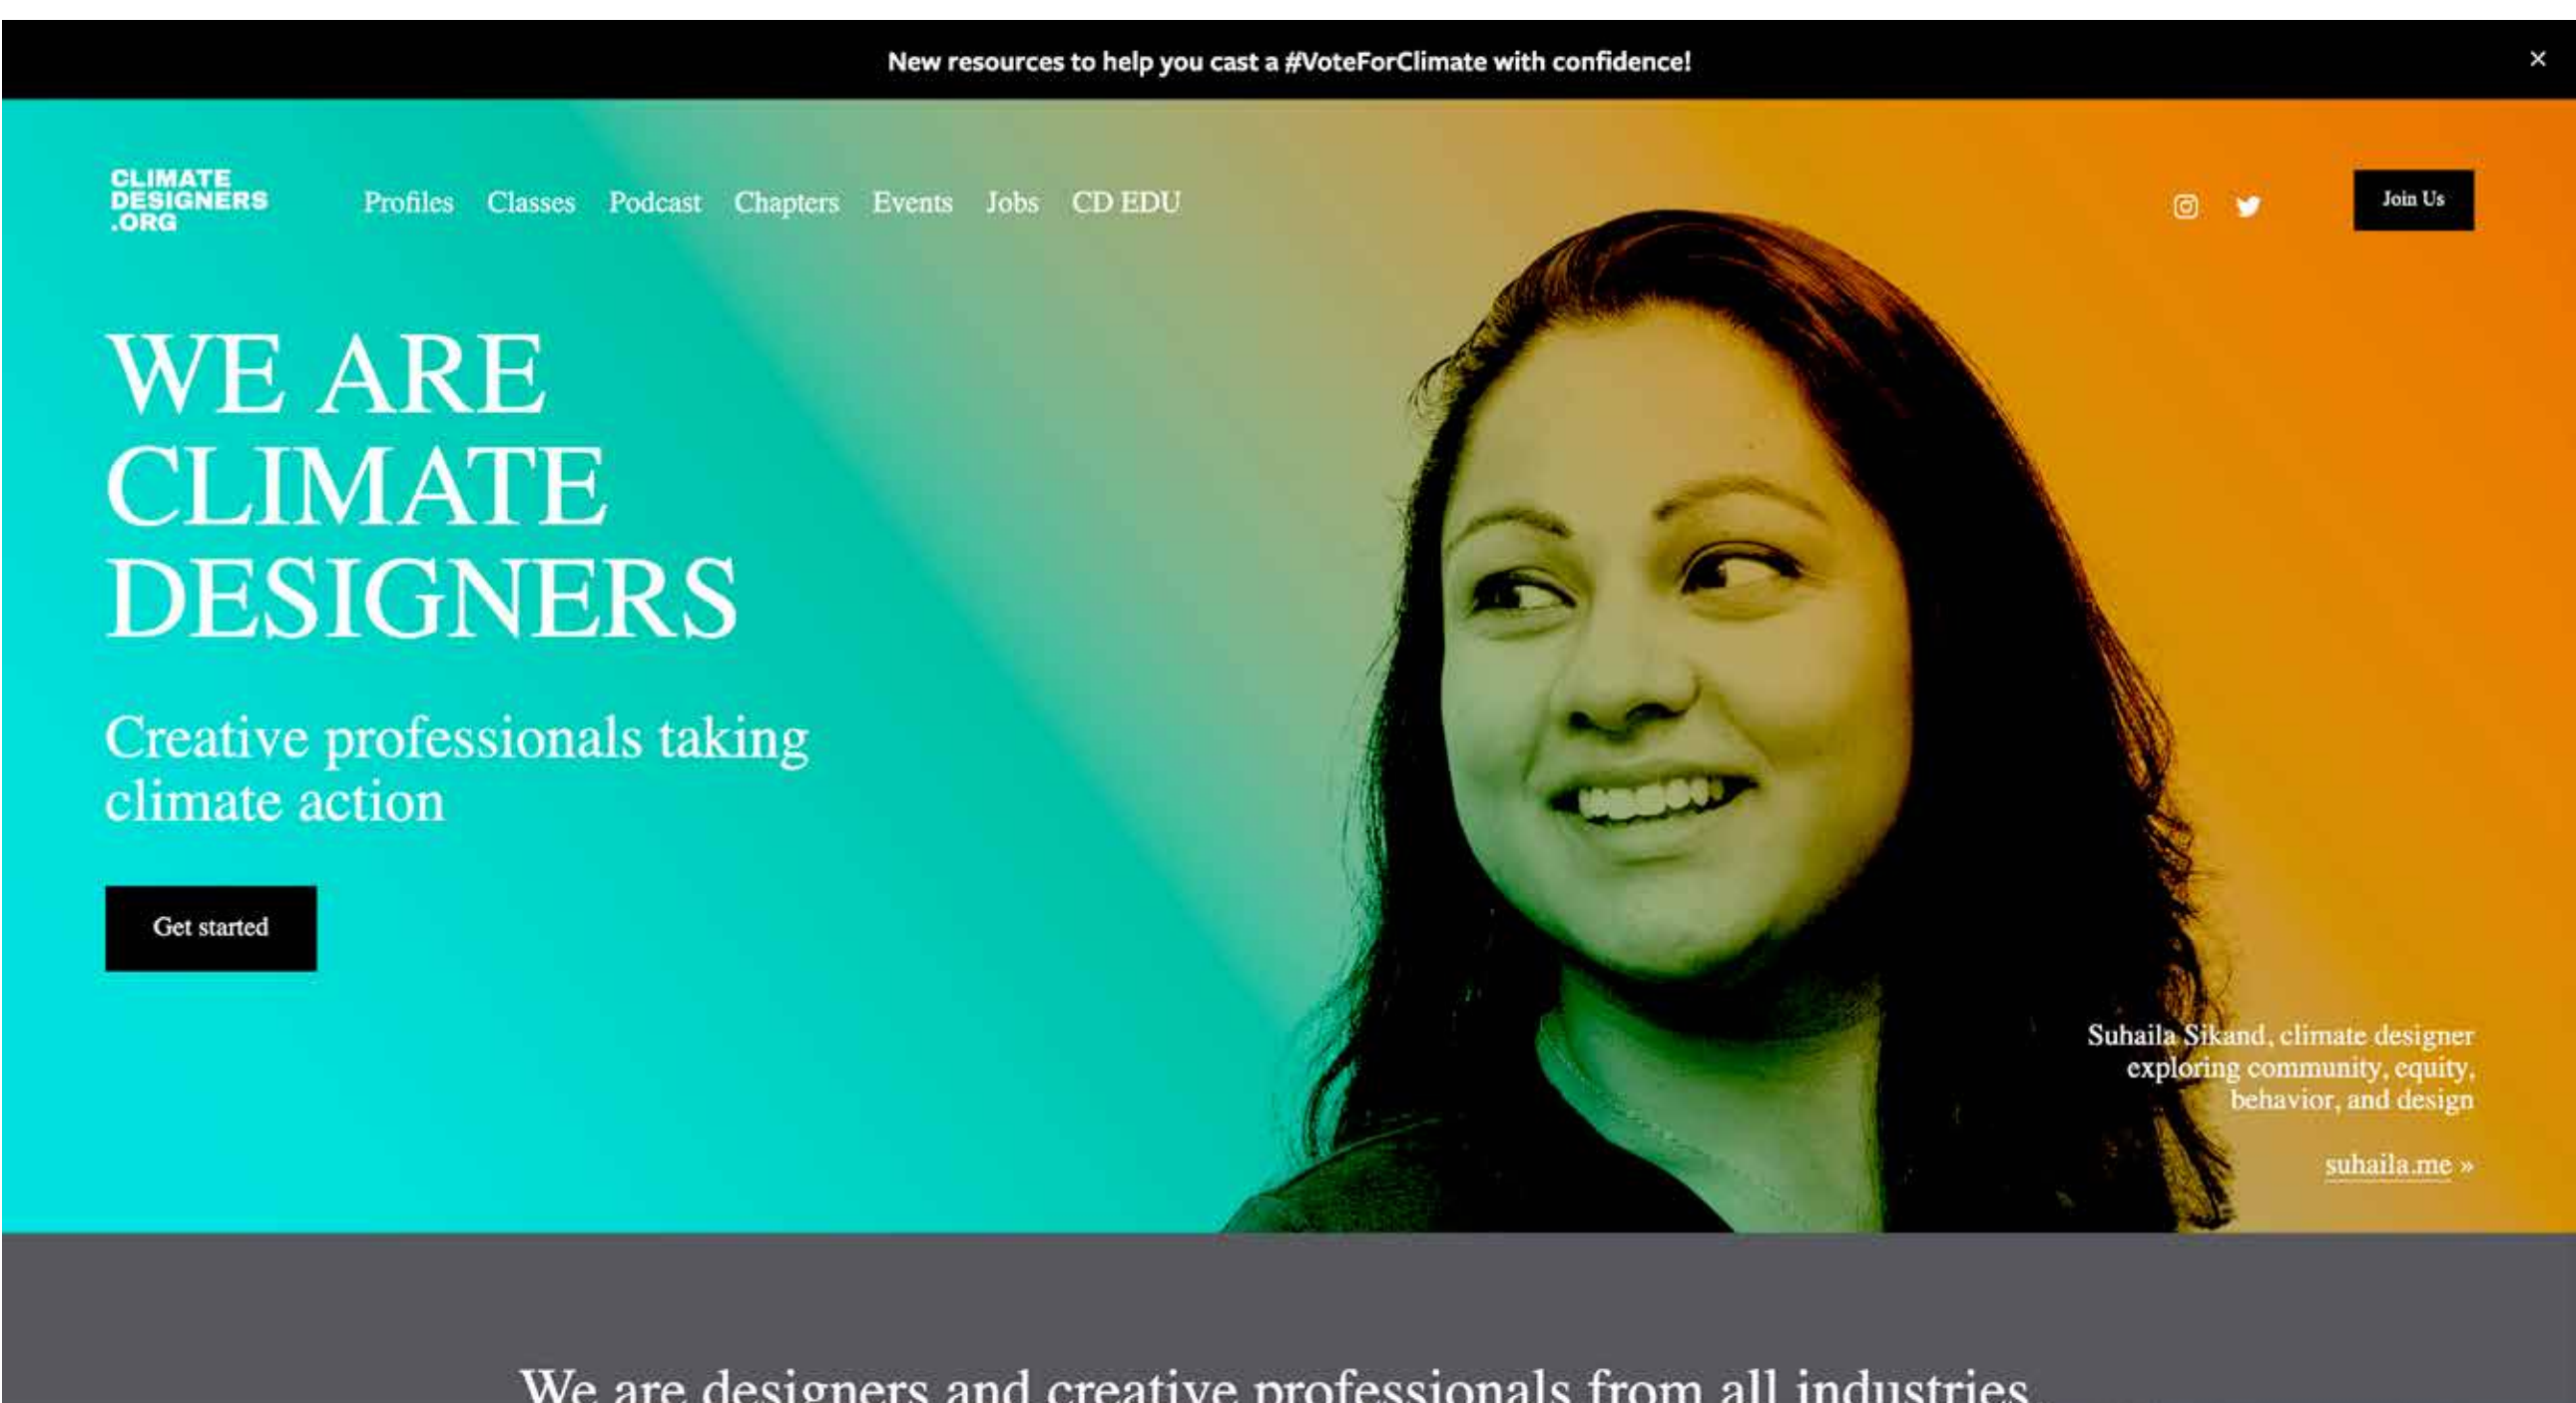 New resources to help you cast a #VoteForClimate with confidence!
×
CLIMATE
DESIGNERS
.ORG
Profiles Classes Podcast Chapters Events Jobs CD EDU
Join Us
WE ARE
CLIMATE
DESIGNERS
Creative professionals taking
climate action
Get started
Suhaila Sikand, climate designer
exploring community, equity,
behavior, and design
suhaila.me »
We are designers and creative professionals from all industries